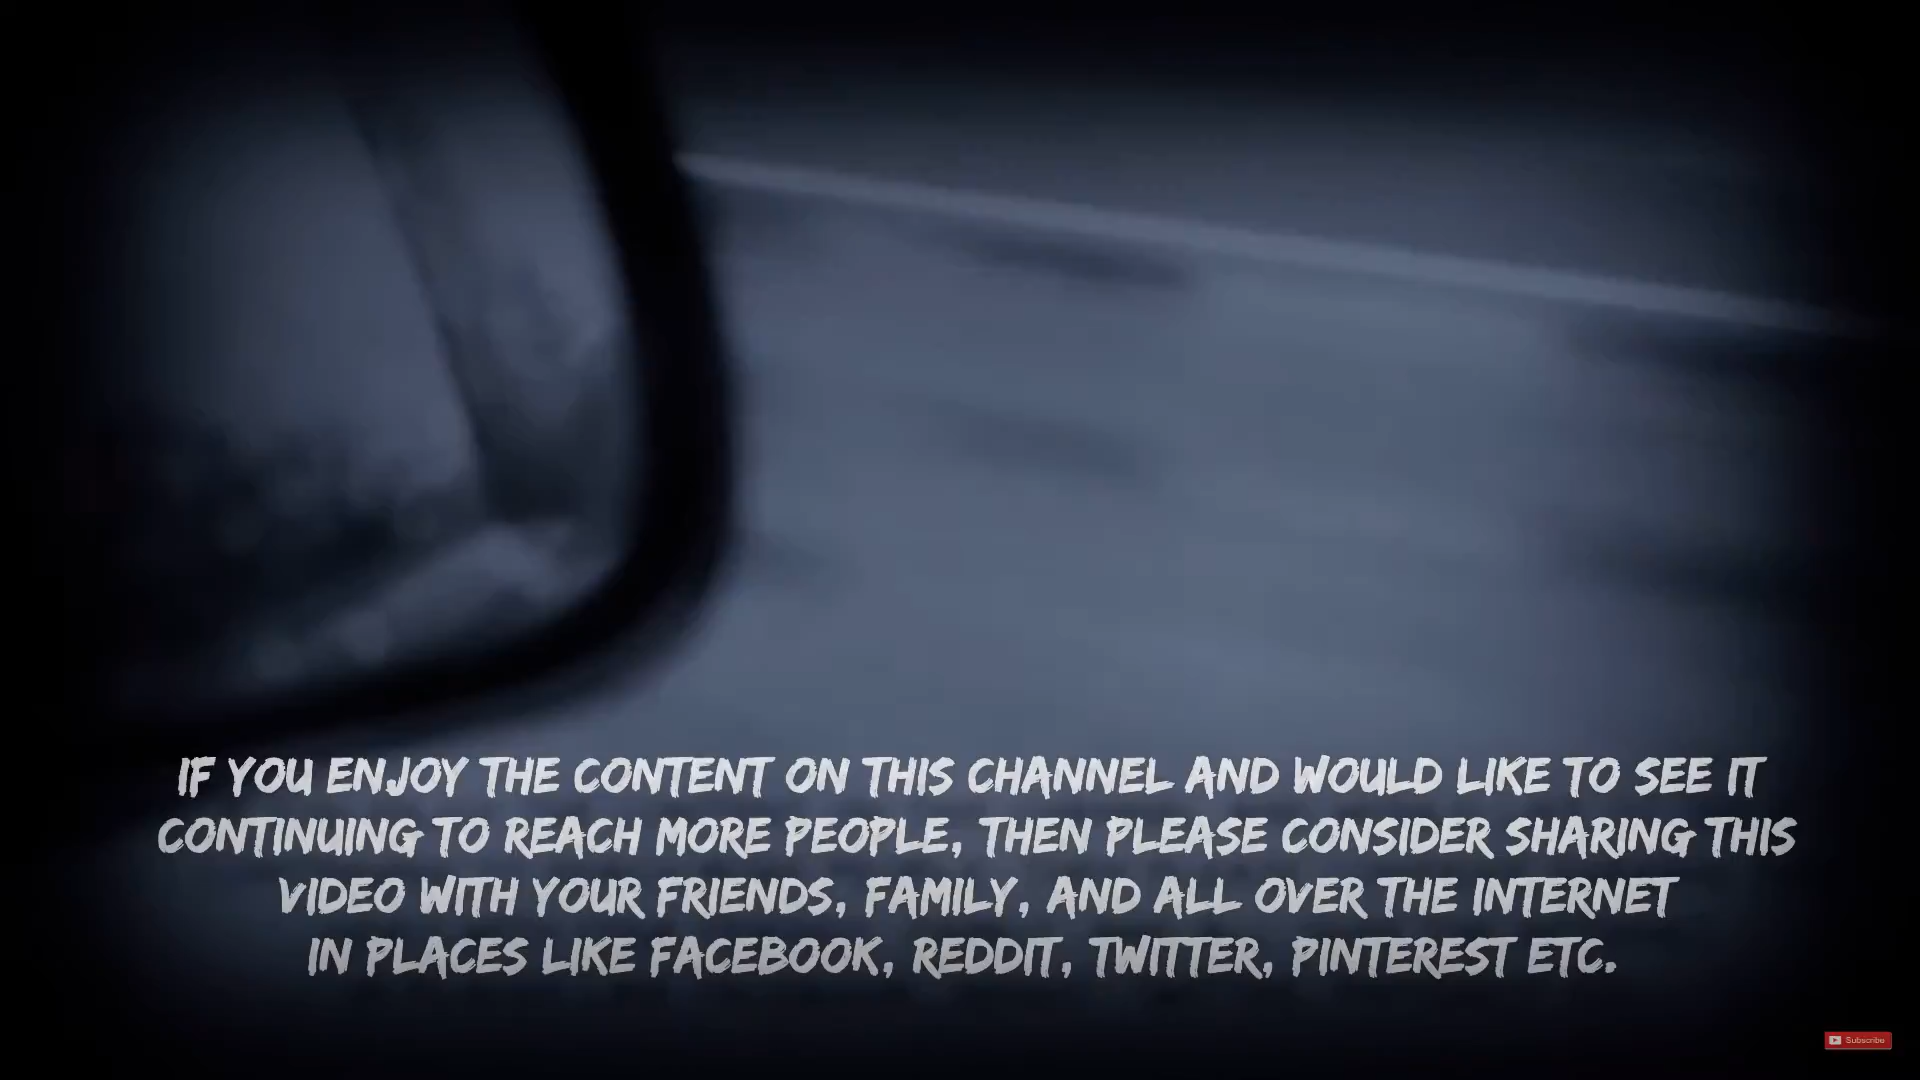 IF YOU ENJOY THE CONTENT ON THIS CHANNEL AND WOULD LIKE TO SEE IT
CONTINUING TO REACH MORE PEOPLE, THEN PLEASE CONSIDER SHARING THIS
VIDEO WITH YOUR FRIENDS, FAMILY, AND ALL OVER THE INTERNET
IN PLACES LIKE FACEBOOK, REDDIT, TWITTER, PINTEREST ETC.
Subscribe